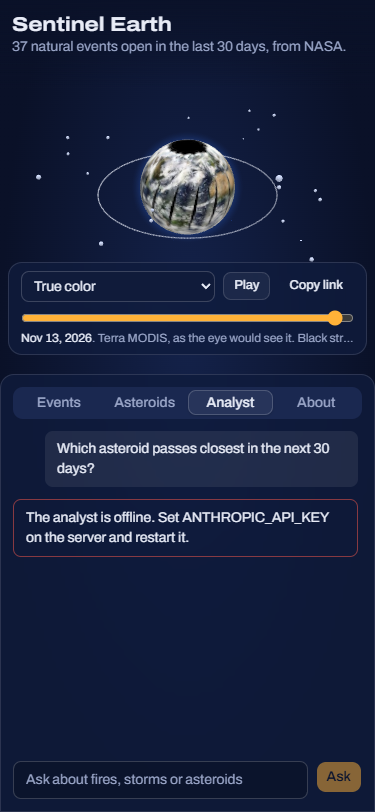 Sentinel Earth
37 natural events open in the last 30 days, from NASA.
True color
Play
Copy link
Nov 13, 2026. Terra MODIS, as the eye would see it. Black str...
Events
Asteroids
Analyst
About
Which asteroid passes closest in the next 30
days?
The analyst is offline. Set ANTHROPIC_API_KEY
on the server and restart it.
Ask about fires, storms or asteroids
Ask